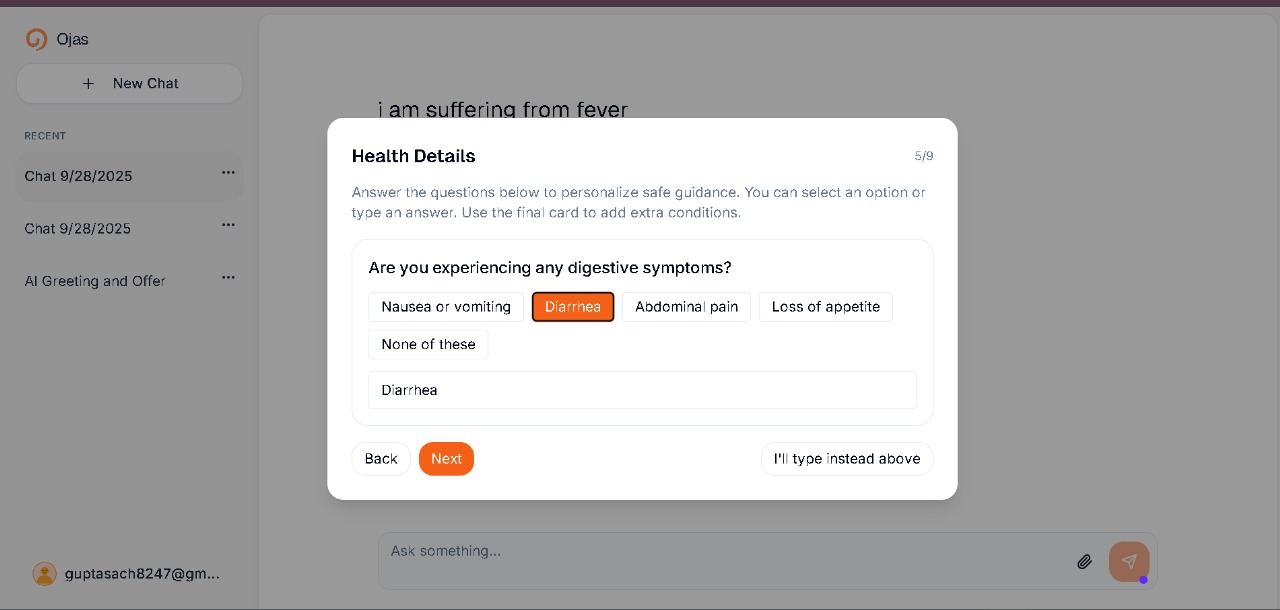 Ojas
+ New Chat
RECENT
Chat 9/28/2025 ...
Chat 9/28/2025 ...
AI Greeting and Offer ...
guptasach8247@gm...
i am suffering from fever
Health Details 5/9
Answer the questions below to personalize safe guidance. You can select an option or
type an answer. Use the final card to add extra conditions.
Are you experiencing any digestive symptoms?
Nausea or vomiting Diarrhea Abdominal pain Loss of appetite
None of these
Diarrhea
Back Next I'll type instead above
Ask something...